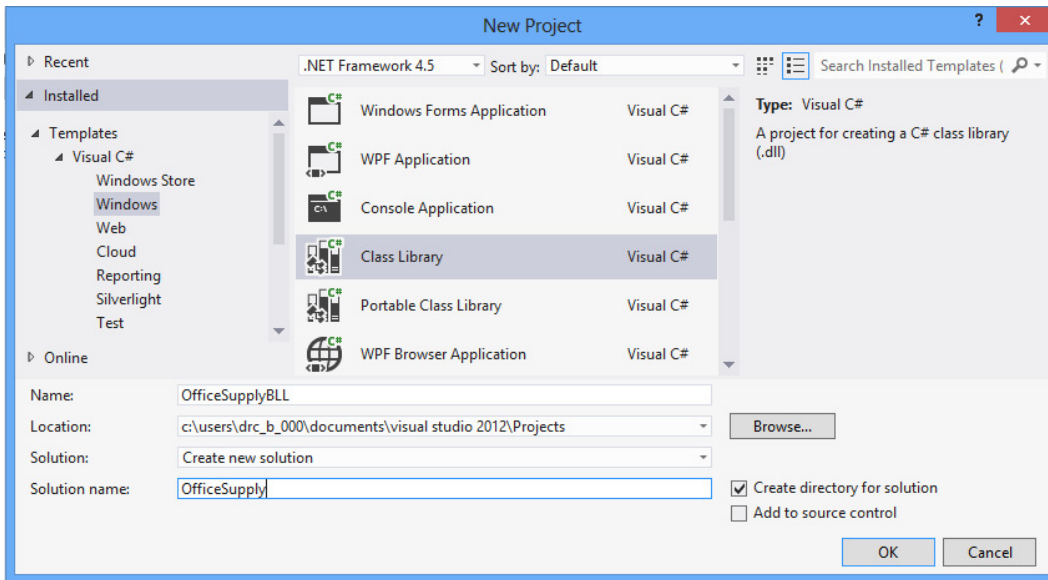 New Project
?
Recent
.NET Framework 4.5
Sort by: Default
Search Installed Templates (
Installed
Templates
Visual C#
Windows Store
Windows
Web
Cloud
Reporting
Silverlight
Test
Online
C#
Windows Forms Application Visual C#
C#
WPF Application Visual C#
C#
C:\
Console Application Visual C#
C#
Class Library Visual C#
C#
Portable Class Library Visual C#
C#
WPF Browser Application Visual C#
Type: Visual C#
A project for creating a C# class library
(.dll)
Name: OfficeSupplyBLL
Location: c:\users\drc_b_000\documents\visual studio 2012\Projects
Browse...
Solution: Create new solution
Solution name: OfficeSupply
Create directory for solution
Add to source control
OK
Cancel